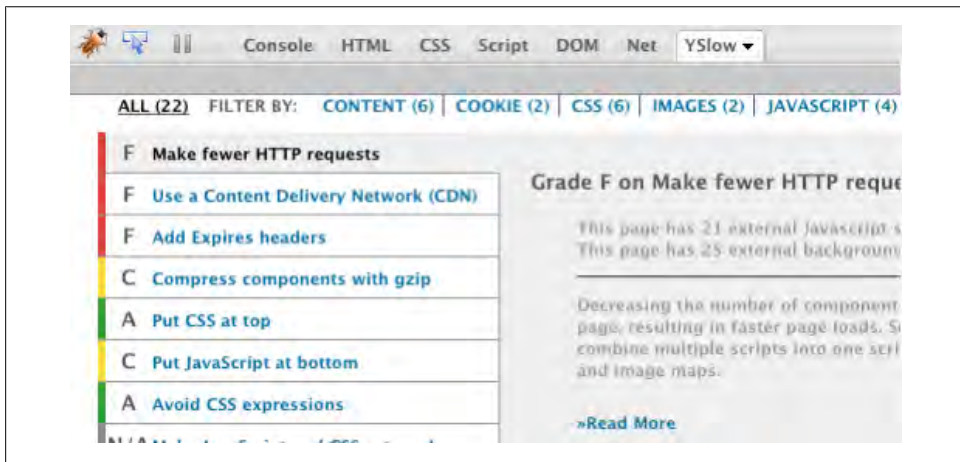 Console HTML CSS Script DOM Net YSlow
ALL (22) FILTER BY: CONTENT (6) | COOKIE (2) | CSS (6) | IMAGES (2) | JAVASCRIPT (4)
F Make fewer HTTP requests
F Use a Content Delivery Network (CDN)
F Add Expires headers
C Compress components with gzip
A Put CSS at top
C Put JavaScript at bottom
A Avoid CSS expressions
N/A
Grade F on Make fewer HTTP reque
This page has 21 external Javascript s
This page has 25 external background
Decreasing the number of component
page, resulting in faster page loads. S
combine multiple scripts into one scri
and image maps.
»Read More